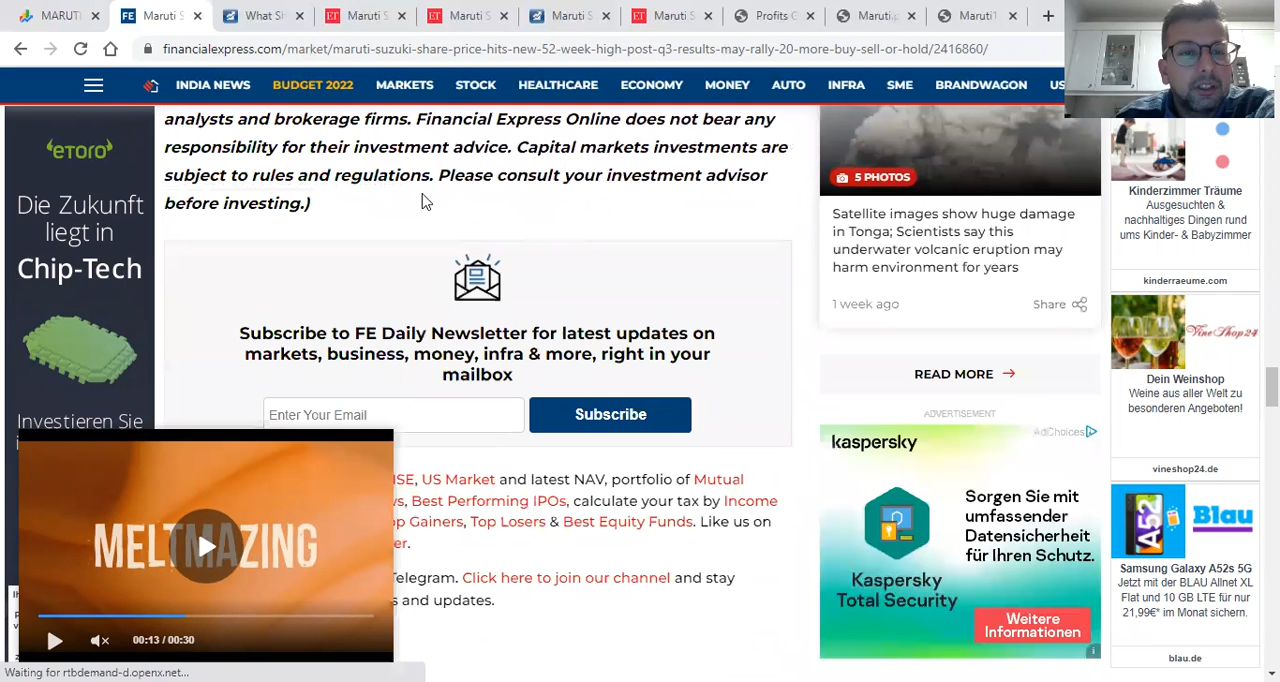 MARUTI
Maruti S
What Sh
Maruti S
Maruti S
Maruti S
Maruti S
Profits G
Maruti.p
MarutiT
financialexpress.com/market/maruti-suzuki-share-price-hits-new-52-week-high-post-q3-results-may-rally-20-more-buy-sell-or-hold/2416860/
INDIA NEWS BUDGET 2022 MARKETS STOCK HEALTHCARE ECONOMY MONEY AUTO INFRA SME BRANDWAGON US
analysts and brokerage firms. Financial Express Online does not bear any
responsibility for their investment advice. Capital markets investments are
subject to rules and regulations. Please consult your investment advisor
before investing.)
Subscribe to FE Daily Newsletter for latest updates on
markets, business, money, infra & more, right in your
mailbox
Enter Your Email
Subscribe
ISE, US Market and latest NAV, portfolio of Mutual
vs, Best Performing IPOs, calculate your tax by Income
op Gainers, Top Losers & Best Equity Funds. Like us on
er.
Telegram. Click here to join our channel and stay
s and updates.
etoro
Die Zukunft
liegt in
Chip-Tech
Investieren Sie
MELTMAZING
00:13 / 00:30
Waiting for rtbdemand-d.openx.net...
5 PHOTOS
Satellite images show huge damage
in Tonga; Scientists say this
underwater volcanic eruption may
harm environment for years
1 week ago
Share
READ MORE
ADVERTISEMENT
AdChoices
kaspersky
Sorgen Sie mit
umfassender
Datensicherheit
für Ihren Schutz.
Kaspersky
Total Security
Weitere
Informationen
Kinderzimmer Träume
Ausgesuchten &
nachhaltiges Dingen rund
ums Kinder- & Babyzimmer
kinderraeume.com
VineShop24
Dein Weinshop
Weine aus aller Welt zu
besonderen Angeboten!
vineshop24.de
A52
Blau
Samsung Galaxy A52s 5G
Jetzt mit der BLAU Allnet XL
Flat und 10 GB LTE für nur
21,99€* im Monat sichern.
blau.de